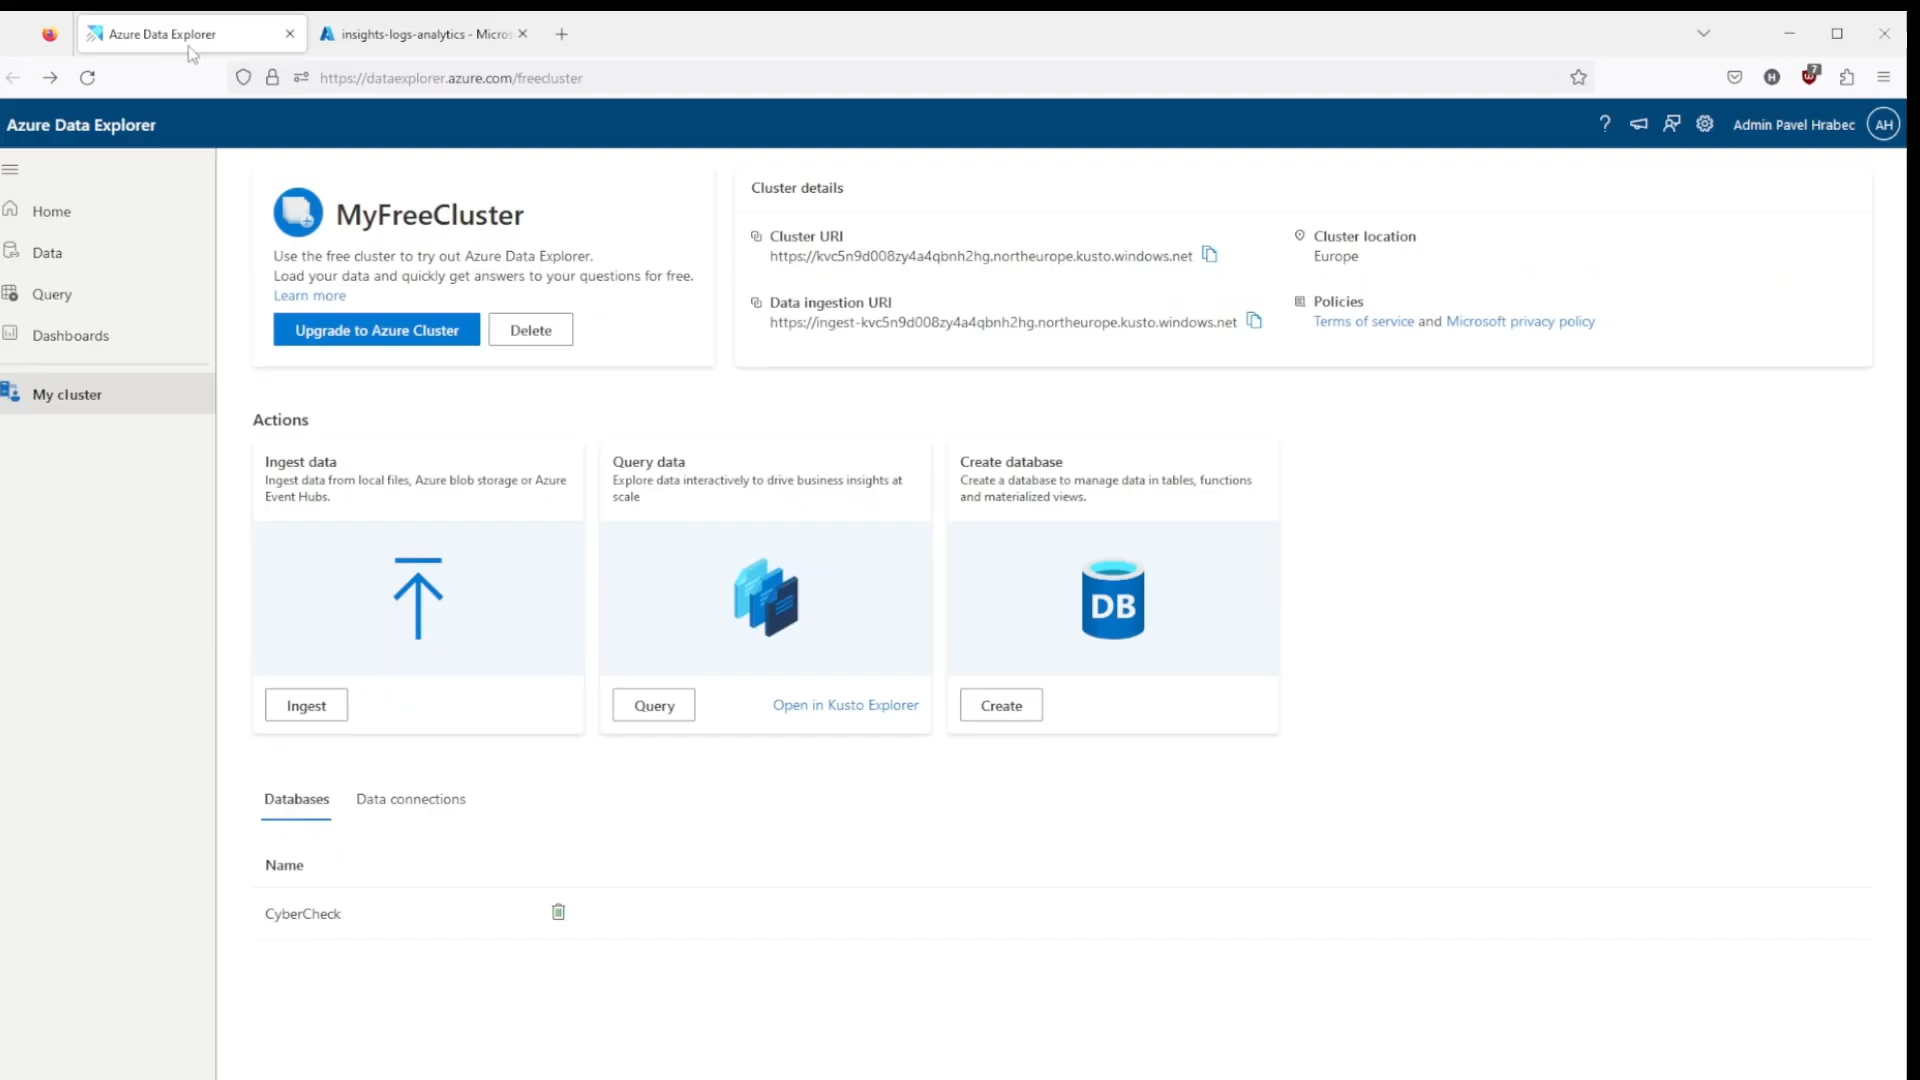 Azure Data Explorer
insights-logs-analytics - Micros
https://dataexplorer.azure.com/freecluster
H
7
Azure Data Explorer
Admin Pavel Hrabec
AH
Home
Data
Query
Dashboards
My cluster
MyFreeCluster
Use the free cluster to try out Azure Data Explorer.
Load your data and quickly get answers to your questions for free.
Learn more
Upgrade to Azure Cluster
Delete
Cluster details
Cluster URI
https://kvc5n9d008zy4a4qbnh2hg.northeurope.kusto.windows.net
Data ingestion URI
https://ingest-kvc5n9d008zy4a4qbnh2hg.northeurope.kusto.windows.net
Cluster location
Europe
Policies
Terms of service and Microsoft privacy policy
Actions
Ingest data
Ingest data from local files, Azure blob storage or Azure
Event Hubs.
Ingest
Query data
Explore data interactively to drive business insights at
scale
Query
Open in Kusto Explorer
Create database
Create a database to manage data in tables, functions
and materialized views.
DB
Create
Databases
Data connections
Name
CyberCheck